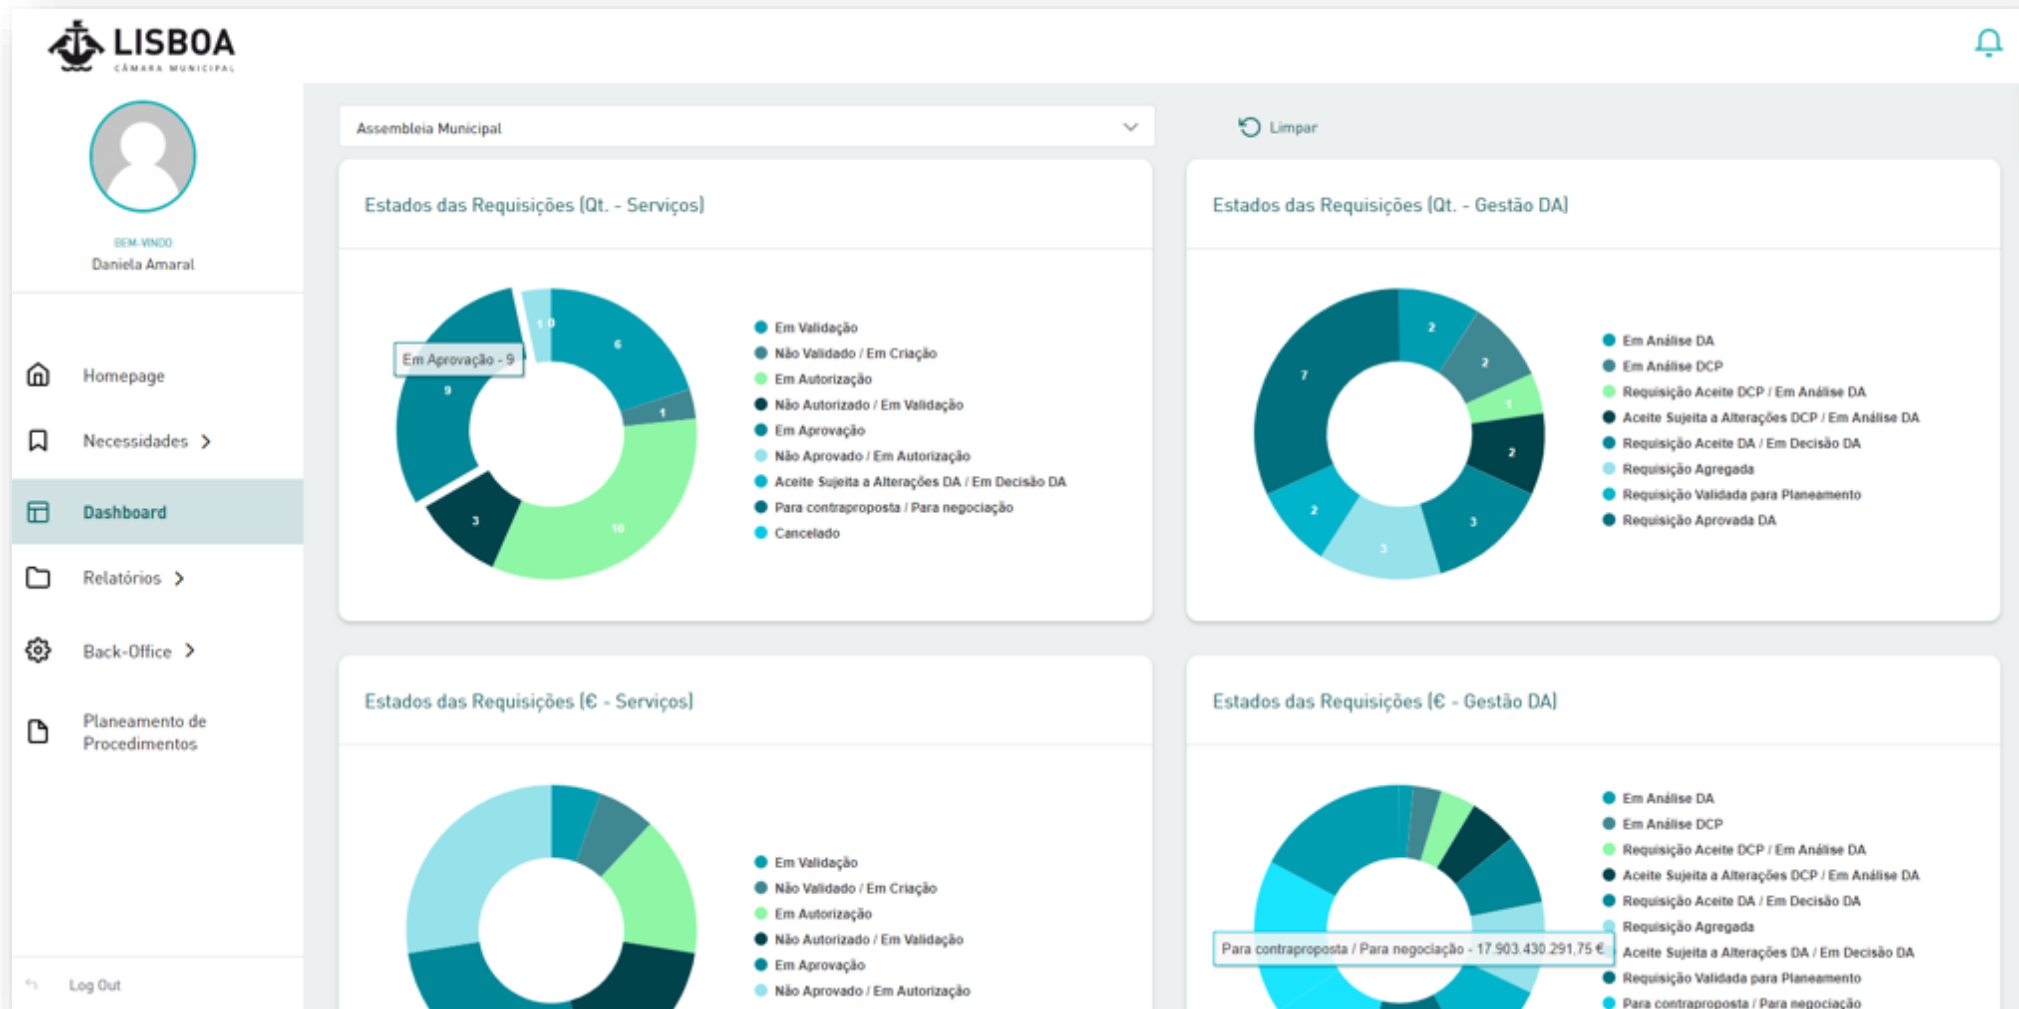 LISBOA
CÂMARA MUNICIPAL
BEM-VINDO
Daniela Amaral
Homepage
Necessidades
Dashboard
Relatórios
Back-Office
Planeamento de
Procedimentos
Log Out
Assembleia Municipal
Limpar
Estados das Requisições (Qt. - Serviços)
1 0
6
Em Aprovação - 9
9
1
3
10
Em Validação
Não Validado / Em Criação
Em Autorização
Não Autorizado / Em Validação
Em Aprovação
Não Aprovado / Em Autorização
Aceite Sujeita a Alterações DA / Em Decisão DA
Para contraproposta / Para negociação
Cancelado
Estados das Requisições (Qt. - Gestão DA)
2
2
7
1
2
2
3
3
Em Análise DA
Em Análise DCP
Requisição Aceite DCP / Em Análise DA
Aceite Sujeita a Alterações DCP / Em Análise DA
Requisição Aceite DA / Em Decisão DA
Requisição Agregada
Requisição Validada para Planeamento
Requisição Aprovada DA
Estados das Requisições (€ - Serviços)
Em Validação
Não Validado / Em Criação
Em Autorização
Não Autorizado / Em Validação
Em Aprovação
Não Aprovado / Em Autorização
Estados das Requisições (€ - Gestão DA)
Para contraproposta / Para negociação - 17.903.430.291,75 €
Em Análise DA
Em Análise DCP
Requisição Aceite DCP / Em Análise DA
Aceite Sujeita a Alterações DCP / Em Análise DA
Requisição Aceite DA / Em Decisão DA
Requisição Agregada
Aceite Sujeita a Alterações DA / Em Decisão DA
Requisição Validada para Planeamento
Para contraproposta / Para negociação